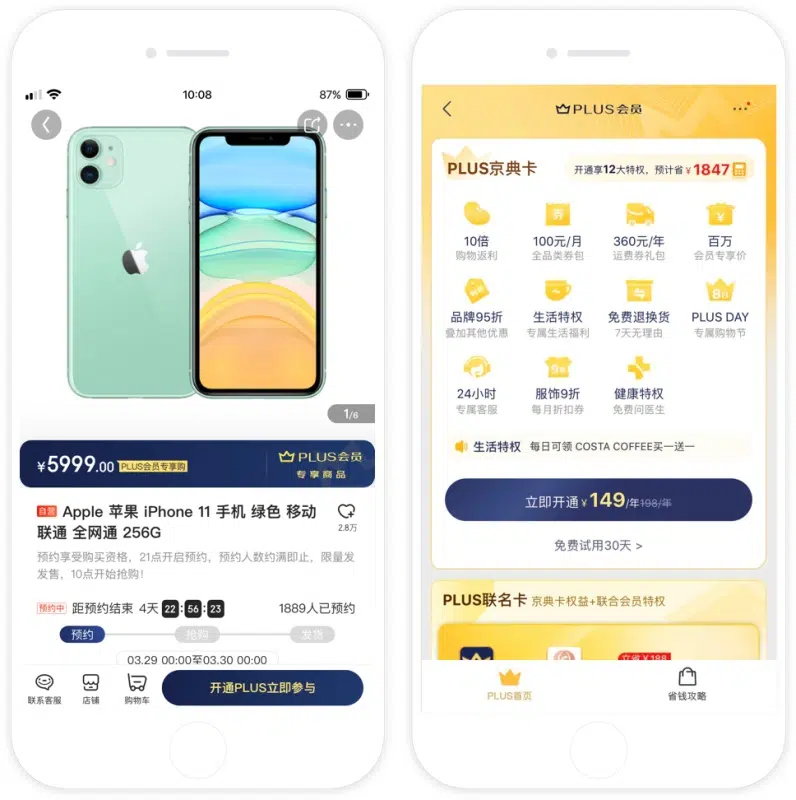 10:08
87%
1/6
¥5999.00 PLUS会员专享购
PLUS会员
专享商品
自营 Apple 苹果 iPhone 11 手机 绿色 移动
联通 全网通 256G
2.8万
预约享受购买资格，21点开启预约，预约人数约满即止，限量发
发售，10点开始抢购！
预约中 距预约结束 4天 22:56:23 1889人已预约
预约 抢购 发货
03.29 00:00至03.30 00:00
联系客服 店铺 购物车 开通PLUS立即参与
PLUS会员
PLUS京典卡 开通享12大特权，预计省¥1847
券 ¥
10倍 100元/月 360元/年 百万
购物返利 全品类券包 运费券礼包 会员专享价
品牌95折 生活特权 免费退换货 PLUS DAY
叠加其他优惠 专属生活福利 7天无理由 专属购物节
24小时 服饰9折 健康特权
专属客服 每月折扣券 免费问医生
生活特权 每日可领 COSTA COFFEE买一送一
立即开通¥149/年198/年
免费试用30天 >
PLUS联名卡 京典卡权益+联合会员特权
立省¥188
PLUS首页 省钱攻略